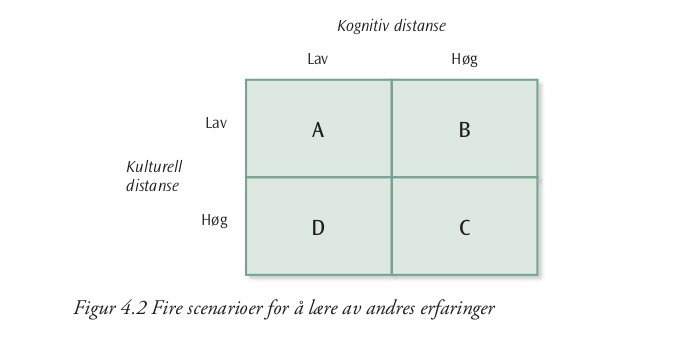 Kognitiv distanse
Lav Høg
Lav A B
Kulturell
distanse
Høg D C
Figur 4.2 Fire scenarioer for å lære av andres erfaringer